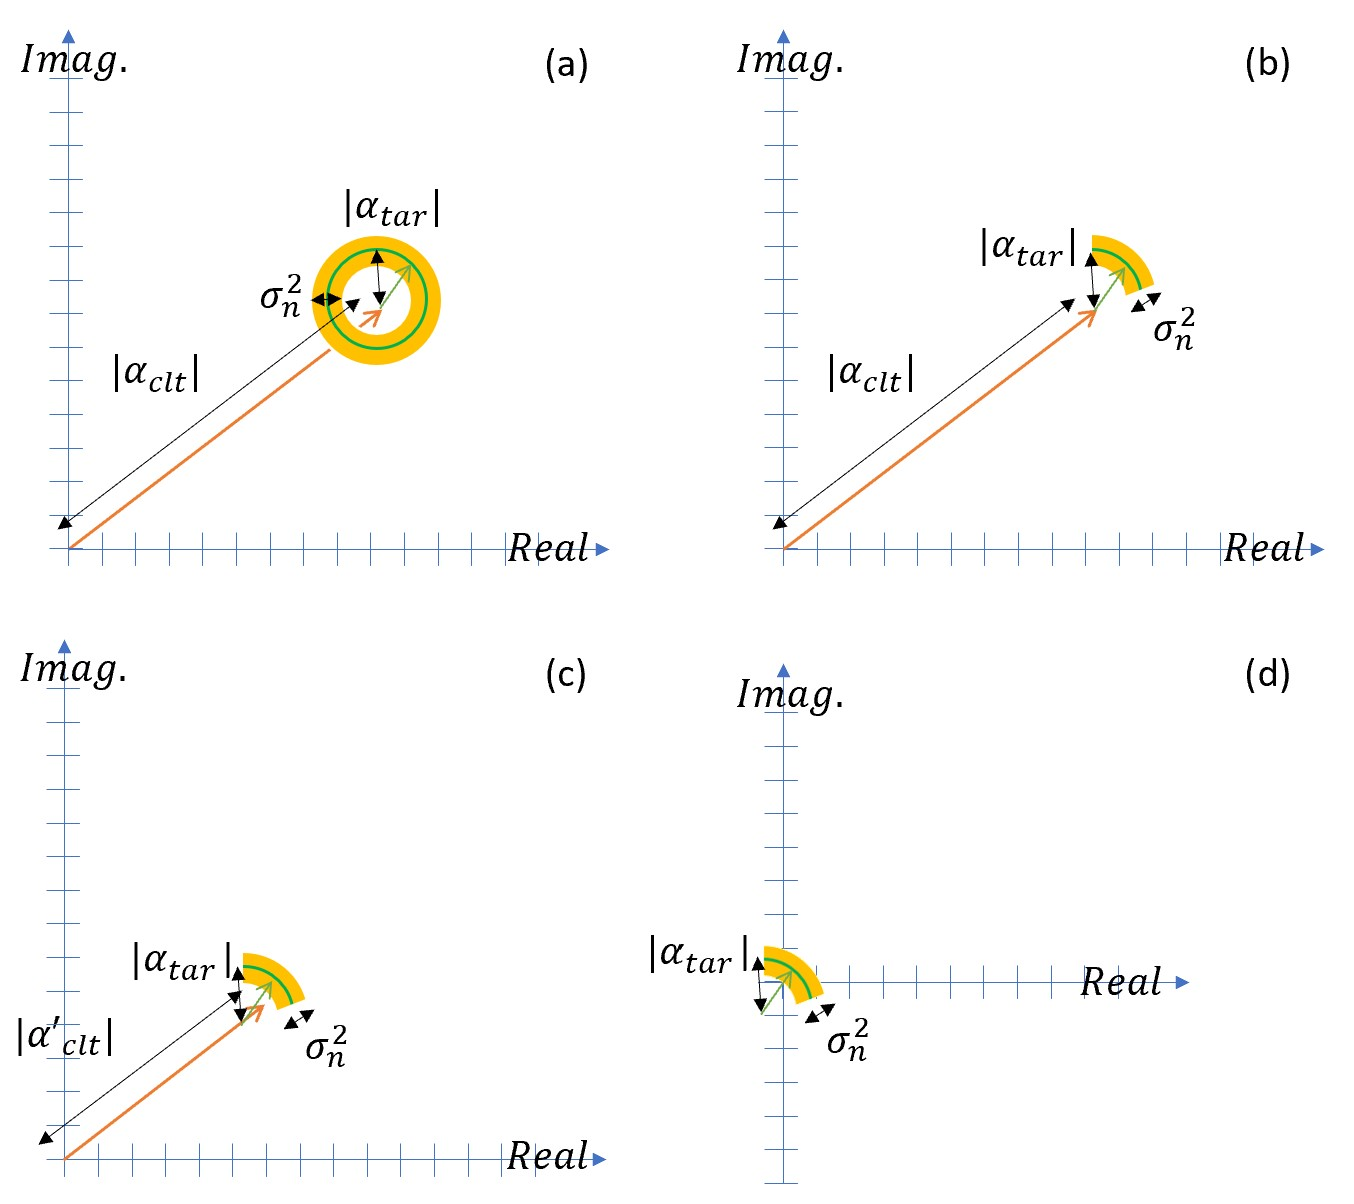 Imag.
(a)
|α_tar|
σ_n^2
|α_clt|
Real
Imag.
(b)
|α_tar|
σ_n^2
|α_clt|
Real
Imag.
(c)
|α_tar|
|α'_clt|
σ_n^2
Real
Imag.
(d)
|α_tar|
Real
σ_n^2